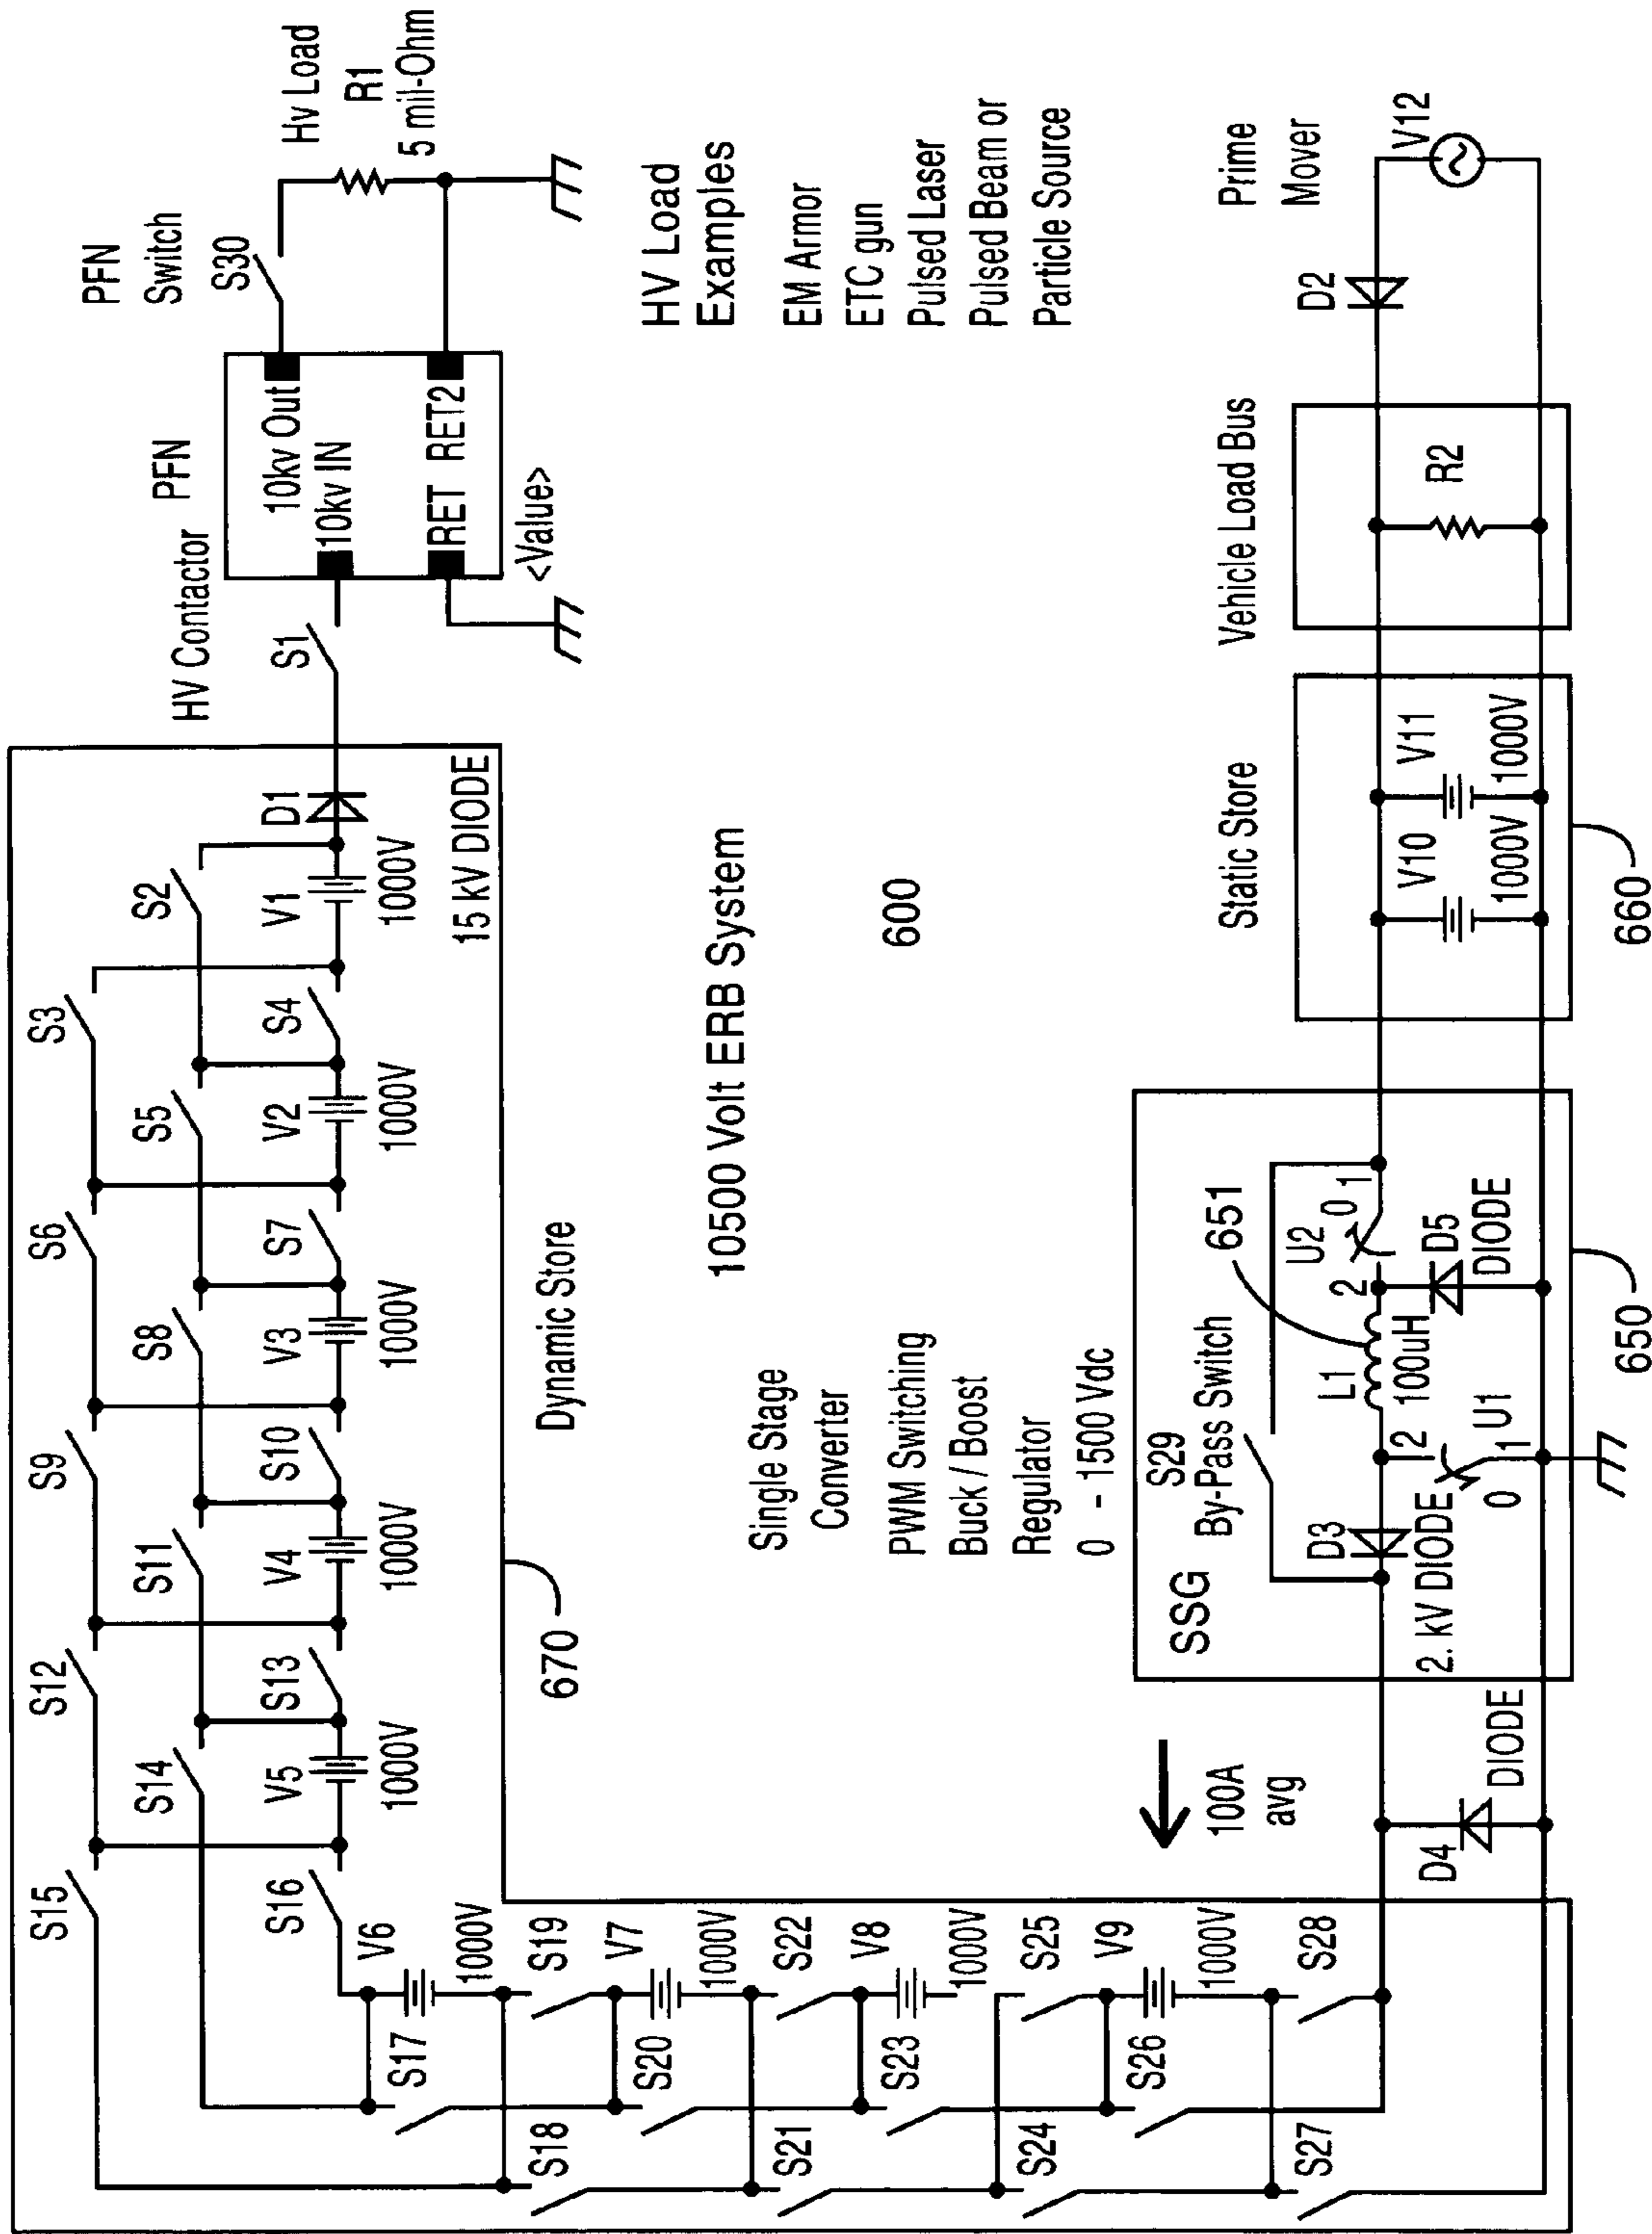 S15
S12
S9
S6
S3
S14
S11
S8
S5
S2
S16
V5
S13
V4
S10
V3
S7
V2
S4
V1
D1
1000V
1000V
1000V
1000V
1000V
15 kV DIODE
V6
1000V
S17
S18
S19
V7
1000V
S20
S21
S22
V8
1000V
S23
S24
S25
V9
1000V
S26
S27
S28
670
Dynamic Store
HV Contactor
S1
PFN
10kv Out
10kv IN
RET RET2
<Value>
PFN
Switch
S30
Hv Load
R1
5 mil-Ohm
10500 Volt ERB System
600
HV Load
Examples
EM Armor
ETC gun
Pulsed Laser
Pulsed Beam or
Particle Source
Single Stage
Converter
PWM Switching
Buck / Boost
Regulator
0 - 1500 Vdc
100A
avg
D4
DIODE
SSG
S29
By-Pass Switch
651
D3
2. kV DIODE
L1
100uH
U2
0
1
2
D5
DIODE
2
U1
0
1
650
Static Store
V10
1000V
V11
1000V
660
Vehicle Load Bus
R2
D2
Prime
Mover
V12